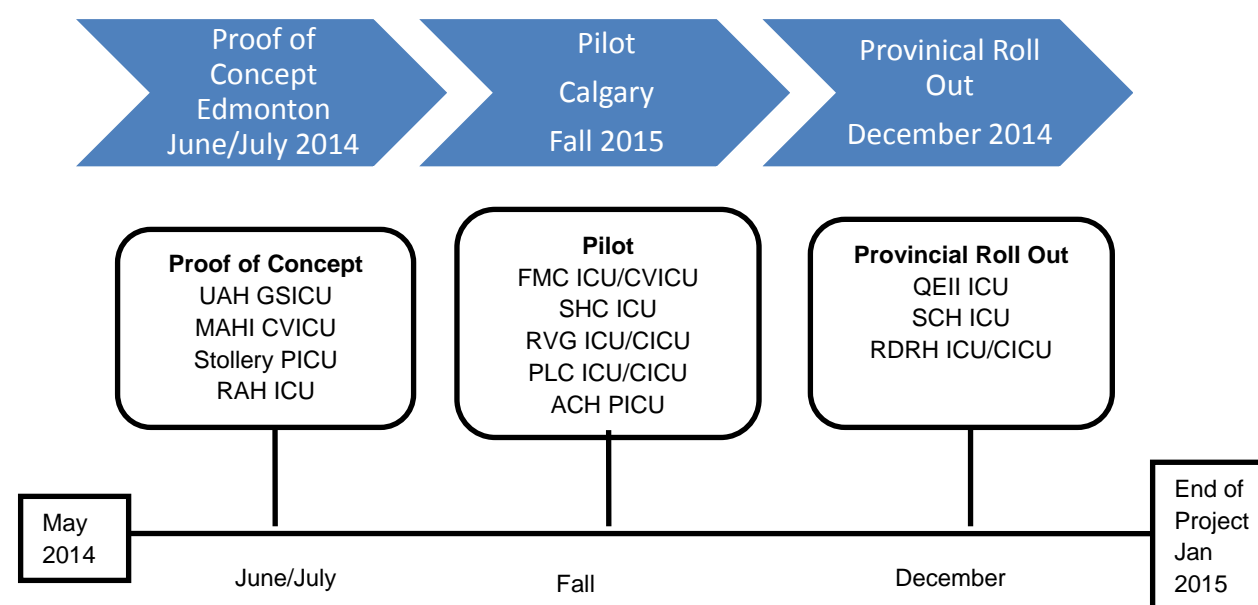 Proof of
Concept
Edmonton
June/July 2014
Pilot
Calgary
Fall 2015
Provinical Roll
Out
December 2014
Proof of Concept
UAH GSICU
MAHI CVICU
Stollery PICU
RAH ICU
Pilot
FMC ICU/CVICU
SHC ICU
RVG ICU/CICU
PLC ICU/CICU
ACH PICU
Provincial Roll Out
QEII ICU
SCH ICU
RDRH ICU/CICU
May
2014
June/July
Fall
December
End of
Project
Jan
2015